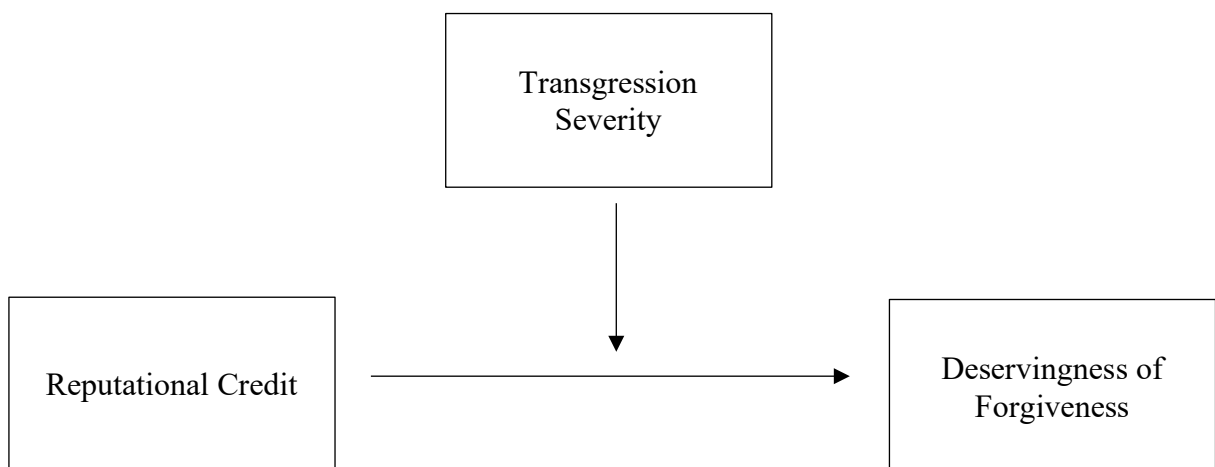 Transgression
Severity
Reputational Credit
Deservingness of
Forgiveness